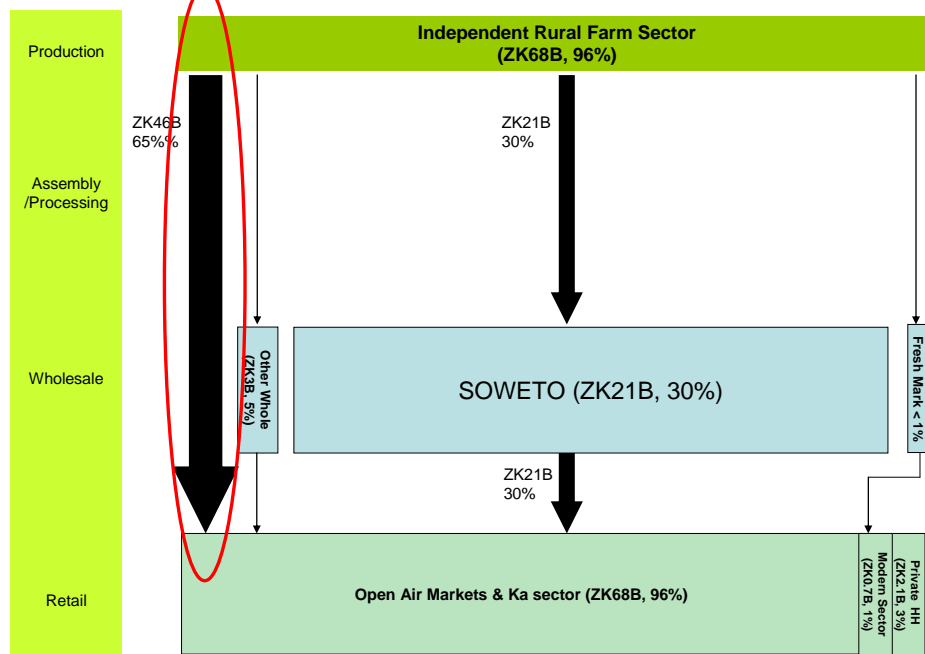 Production
Independent Rural Farm Sector
(ZK68B, 96%)
ZK46B
65%%
ZK21B
30%
Assembly
/Processing
Wholesale
Other Whole
(ZK3B, 5%)
SOWETO (ZK21B, 30%)
Fresh Mark < 1%
ZK21B
30%
Retail
Open Air Markets & Ka sector (ZK68B, 96%)
Modern Sector
(ZK0.7B, 1%)
Private HH
(ZK2.1B, 3%)